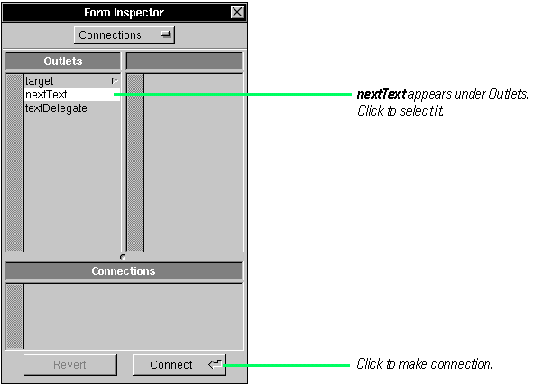 Form Inspector
Connections
Outlets
target
nextText
textDelegate
nextText appears under Outlets.
Click to select it.
Connections
Revert
Connect
Click to make connection.